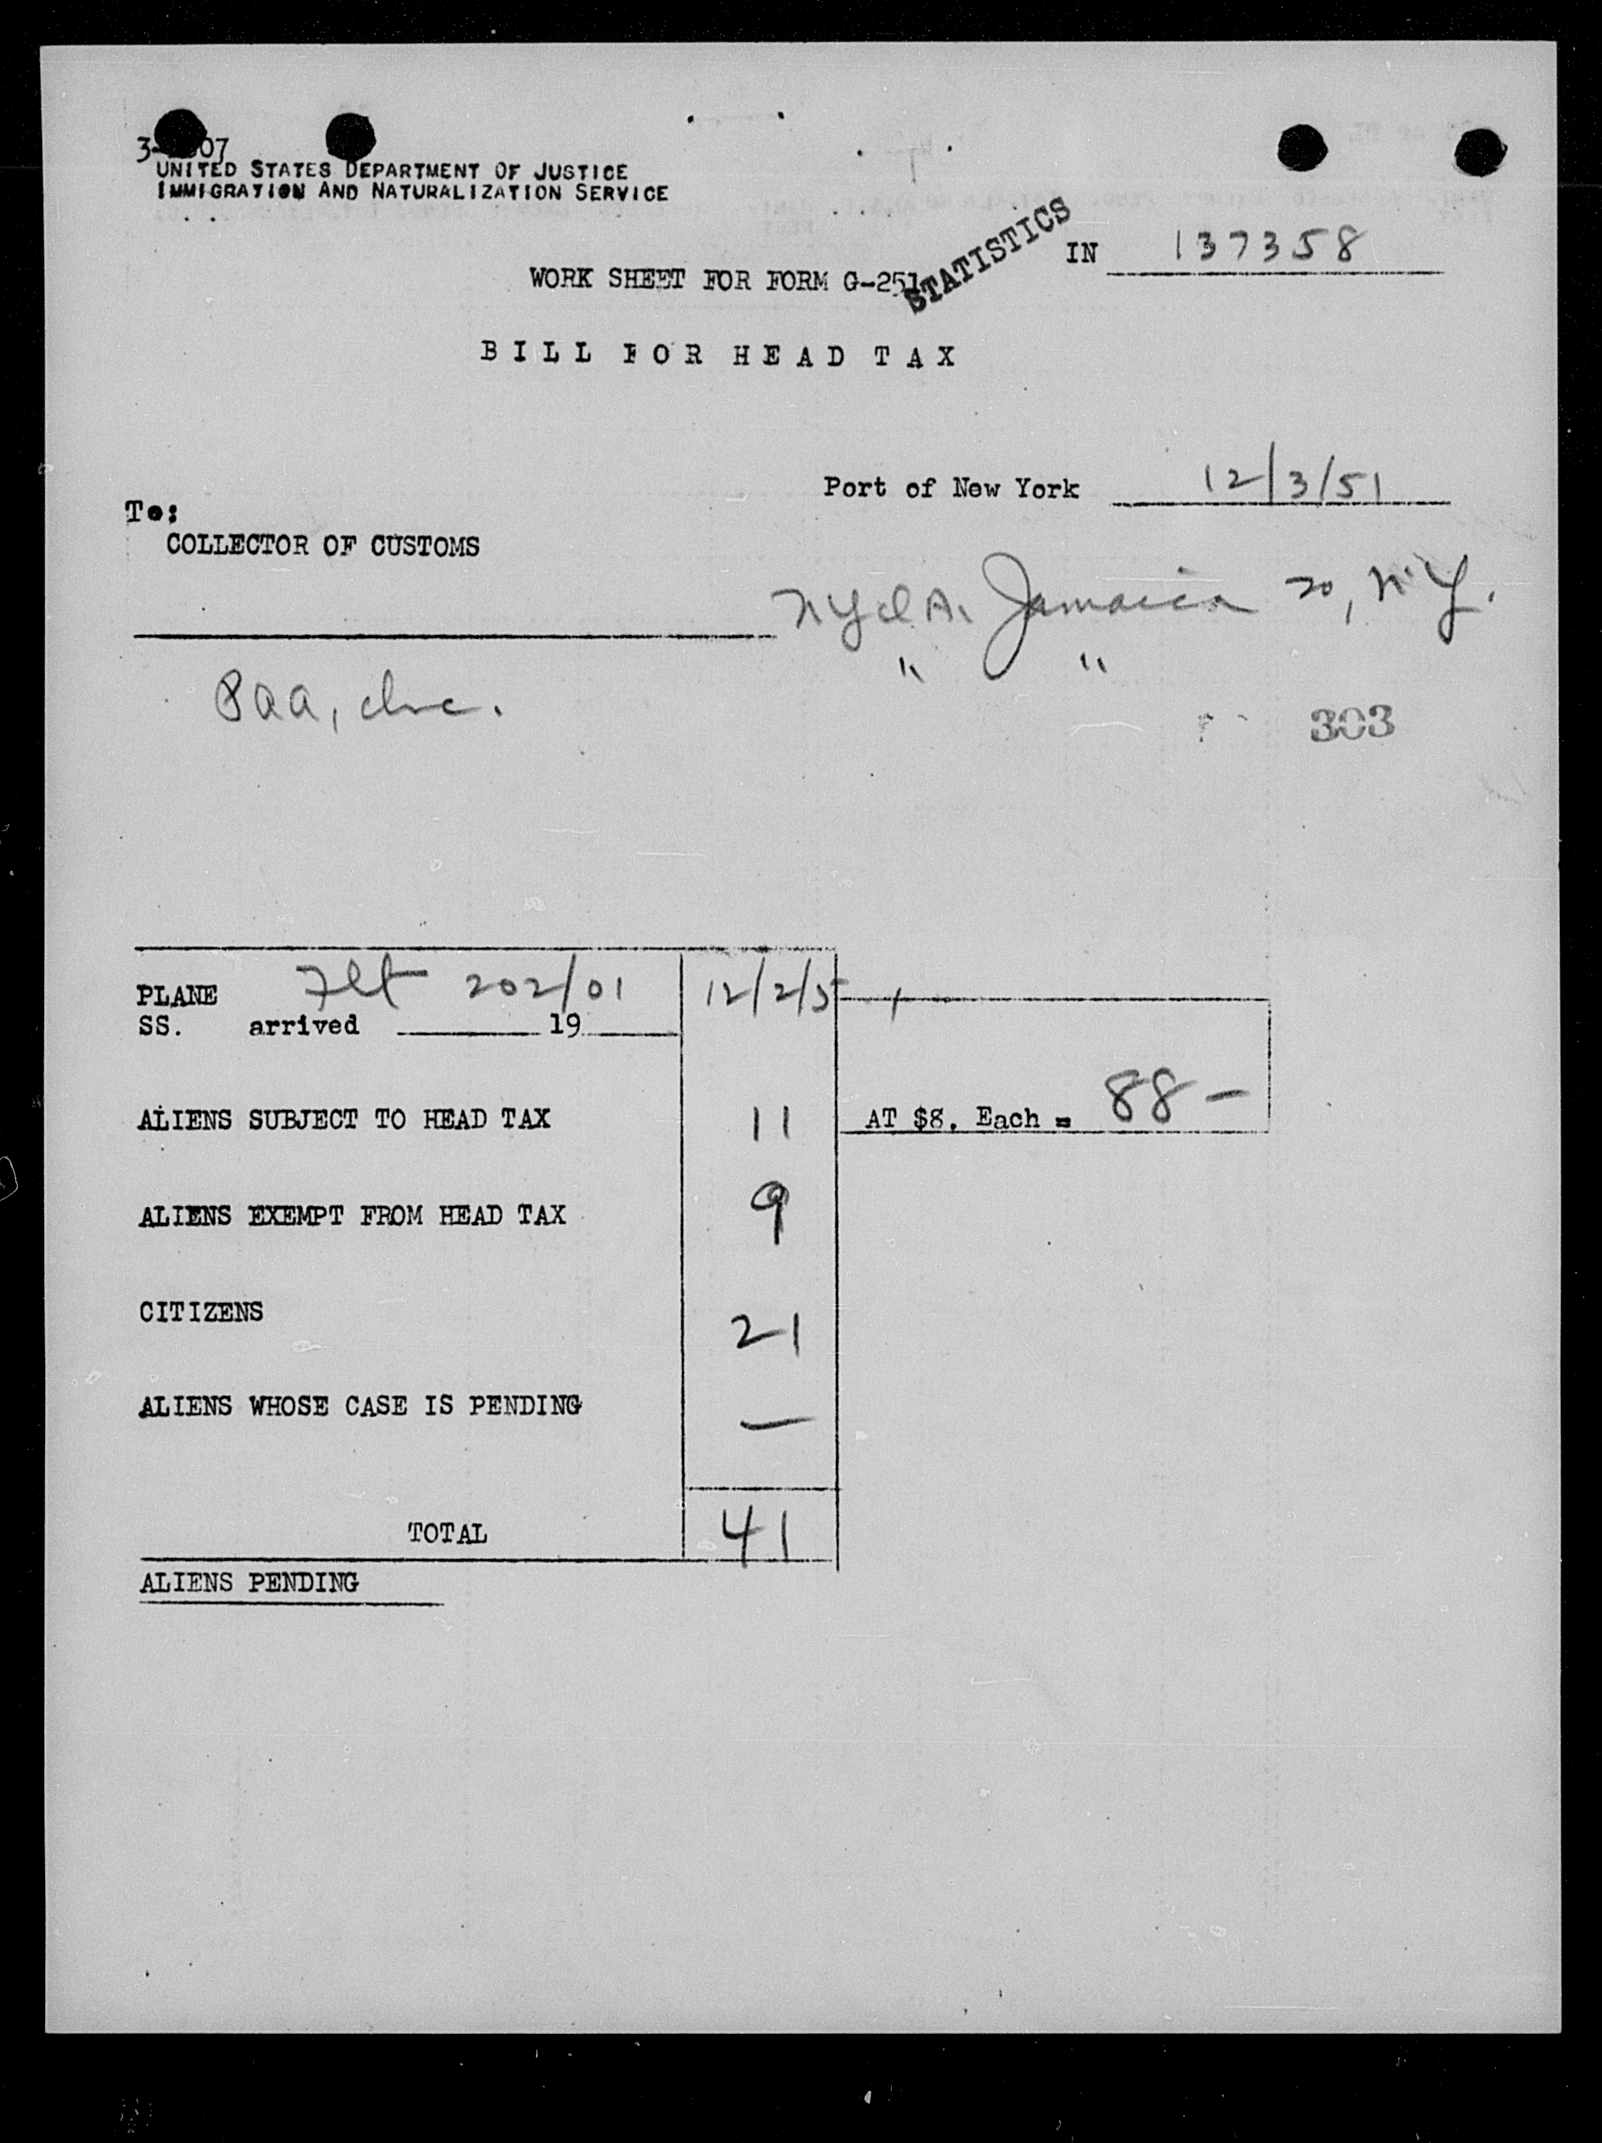 UNITED STATES DEPARTMENT OF JUSTICE
IMMIGRATION AND NATURALIZATION SERVICE
STATISTICS
IN 137358
WORK SHEET FOR FORM G-251
BILL FOR HEAD TAX
Port of New York 12/3/51
To:
COLLECTOR OF CUSTOMS
Jamaica 20, N.Y.
" "
PAA, Inc.
303
PLANE Flt 202/01 12/2/51
SS. arrived 19
ALIENS SUBJECT TO HEAD TAX 11 AT $8. Each = 88 -
ALIENS EXEMPT FROM HEAD TAX 9
CITIZENS 21
ALIENS WHOSE CASE IS PENDING —
TOTAL 41
ALIENS PENDING